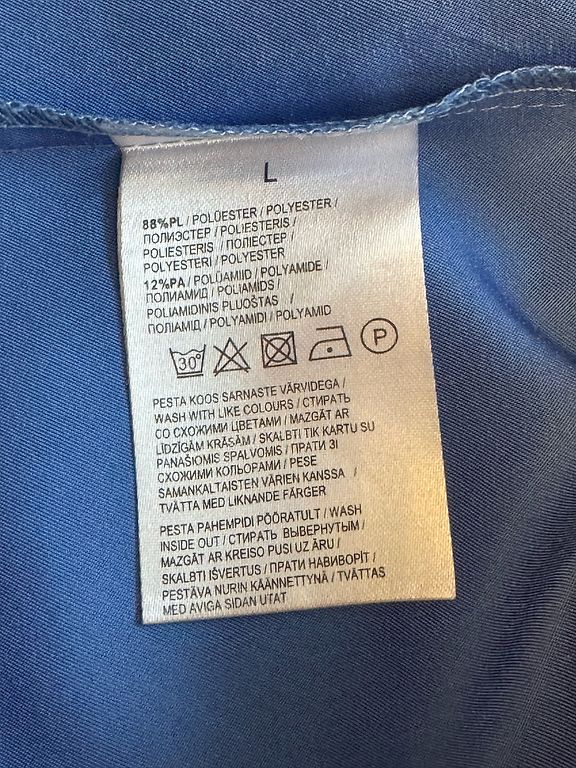 L
88%PL / POLÜESTER / POLYESTER /
ПОЛИЭСТЕР / POLIESTERIS /
POLIESTERIS / ПОЛІЕСТЕР /
POLYESTERI / POLYESTER
12%PA / POLÜAMIID / POLYAMIDE /
ПОЛИАМИД / POLIAMIDS /
POLIAMIDINIS PLUOŠTAS /
ПОЛІАМІД / POLYAMIDI / POLYAMID
30° P
PESTA KOOS SARNASTE VÄRVIDEGA /
WASH WITH LIKE COLOURS / СТИРАТЬ
СО СХОЖИМИ ЦВЕТАМИ / MAZGĀT AR
LĪDZĪGĀM KRĀSĀM / SKALBTI TIK KARTU SU
PANAŠIOMIS SPALVOMIS / ПРАТИ ЗІ
СХОЖИМИ КОЛЬОРАМИ / PESE
SAMANKALTAISTEN VÄRIEN KANSSA /
TVÄTTA MED LIKNANDE FÄRGER
PESTA PAHEMPIDI PÖÖRATULT / WASH
INSIDE OUT / СТИРАТЬ ВЫВЕРНУТЫМ /
MAZGĀT AR KREISO PUSI UZ ĀRU /
SKALBTI IŠVERTUS / ПРАТИ НАВИВОРІТ /
PESTÄVA NURIN KÄÄNNETTYNÄ / TVÄTTAS
MED AVIGA SIDAN UTAT